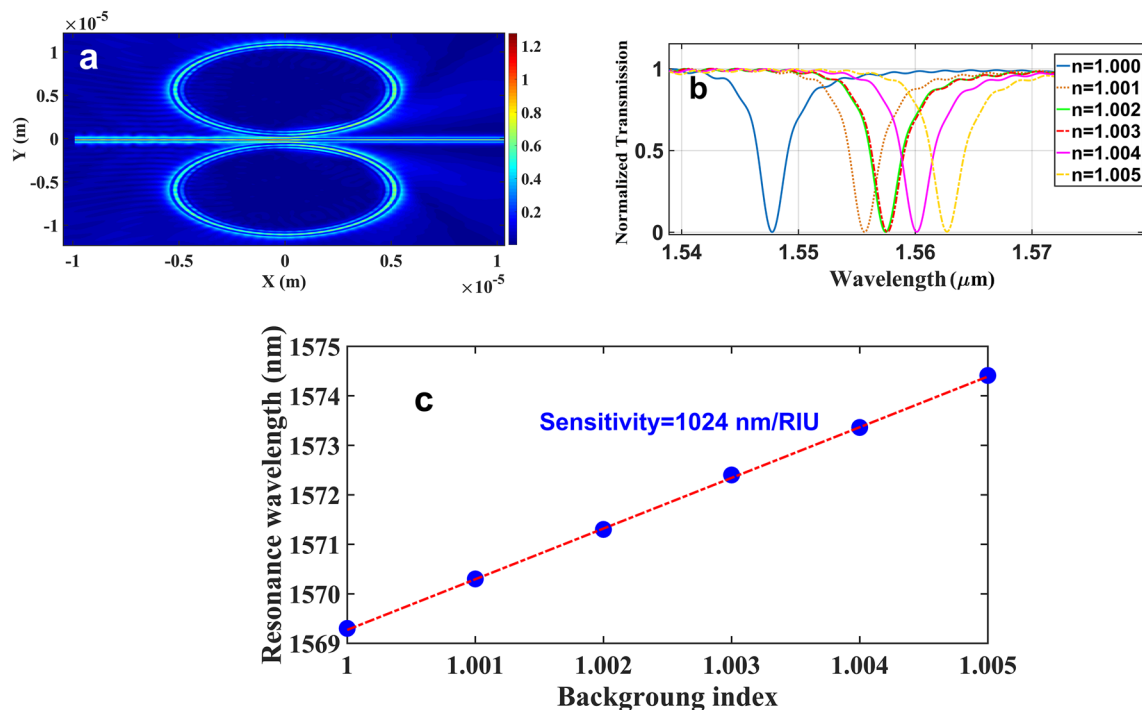 ×10⁻⁵
a
1
0.5
0
-0.5
-1
Y (m)
-1
-0.5
0
0.5
1
X (m)
×10⁻⁵
1.2
1
0.8
0.6
0.4
0.2
b
1
0.5
0
Normalized Transmission
1.54
1.55
1.56
1.57
Wavelength (μm)
n=1.000
n=1.001
n=1.002
n=1.003
n=1.004
n=1.005
c
Sensitivity=1024 nm/RIU
1575
1574
1573
1572
1571
1570
1569
Resonance wavelength (nm)
1
1.001
1.002
1.003
1.004
1.005
Backgroung index